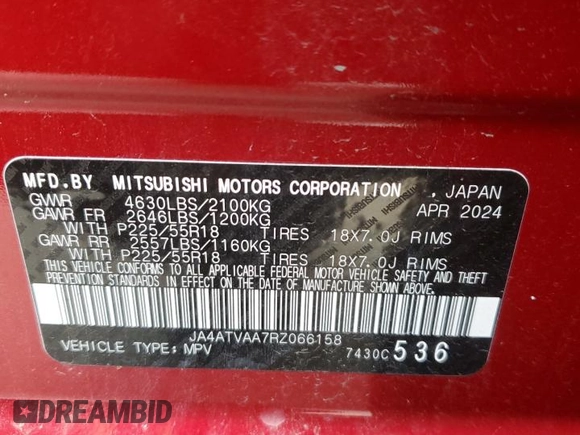 MFD.BY MITSUBISHI MOTORS CORPORATION , JAPAN
GVWR 4630LBS/2100KG APR 2024
GAWR FR 2646LBS/1200KG
WITH P225/55R18 TIRES 18X7.0J RIMS
GAWR RR 2557LBS/1160KG
WITH P225/55R18 TIRES 18X7.0J RIMS
THIS VEHICLE CONFORMS TO ALL APPLICABLE FEDERAL MOTOR VEHICLE SAFETY AND THEFT
PREVENTION STANDARDS IN EFFECT ON THE DATE OF MANUFACTURE SHOWN ABOVE.
JA4ATVAA7RZ066158
VEHICLE TYPE: MPV 7430C 536
DREAMBID